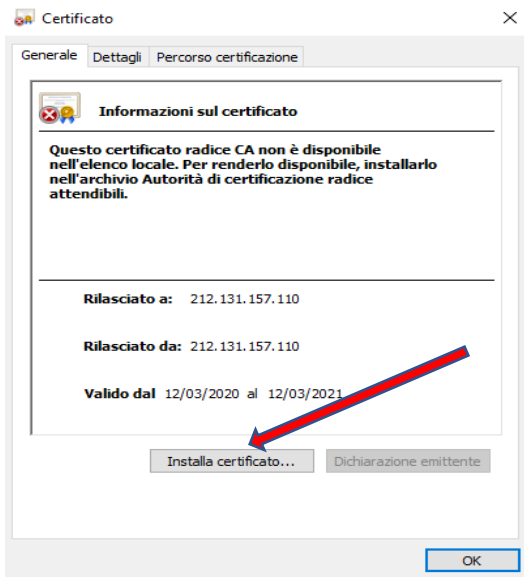 Certificato
Generale Dettagli Percorso certificazione
Informazioni sul certificato
Questo certificato radice CA non è disponibile
nell'elenco locale. Per renderlo disponibile, installarlo
nell'archivio Autorità di certificazione radice
attendibili.
Rilasciato a: 212.131.157.110
Rilasciato da: 212.131.157.110
Valido dal 12/03/2020 al 12/03/2021
Installa certificato... Dichiarazione emittente
OK